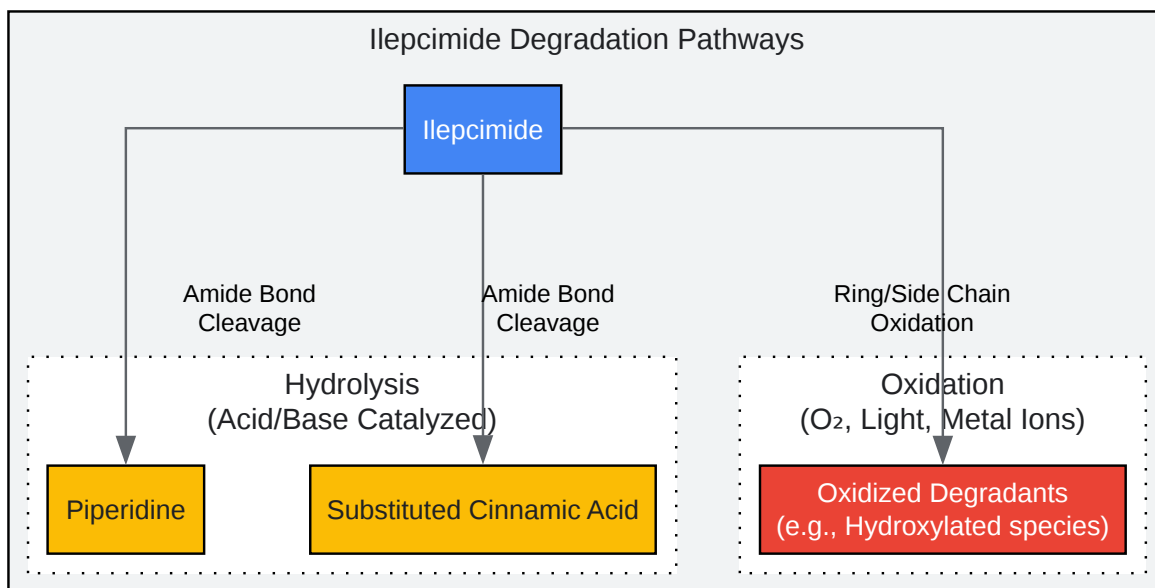 Ilepcimide Degradation Pathways
Ilepcimide
Amide Bond
Cleavage
Amide Bond
Cleavage
Ring/Side Chain
Oxidation
Hydrolysis
(Acid/Base Catalyzed)
Oxidation
(O₂, Light, Metal Ions)
Piperidine
Substituted Cinnamic Acid
Oxidized Degradants
(e.g., Hydroxylated species)